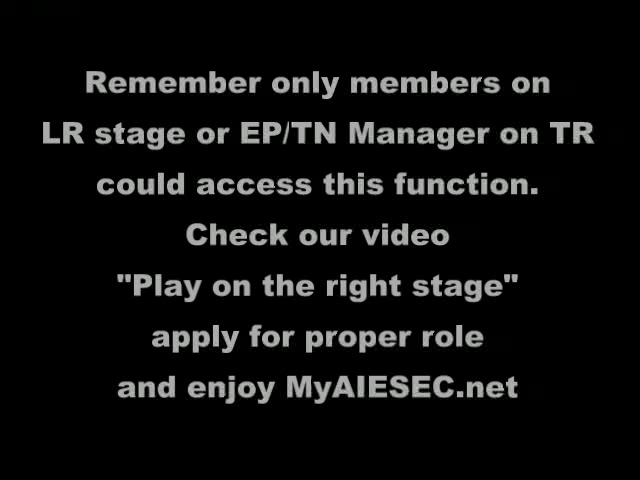 Remember only members on
LR stage or EP/TN Manager on TR
could access this function.
Check our video
"Play on the right stage"
apply for proper role
and enjoy MyAIESEC.net